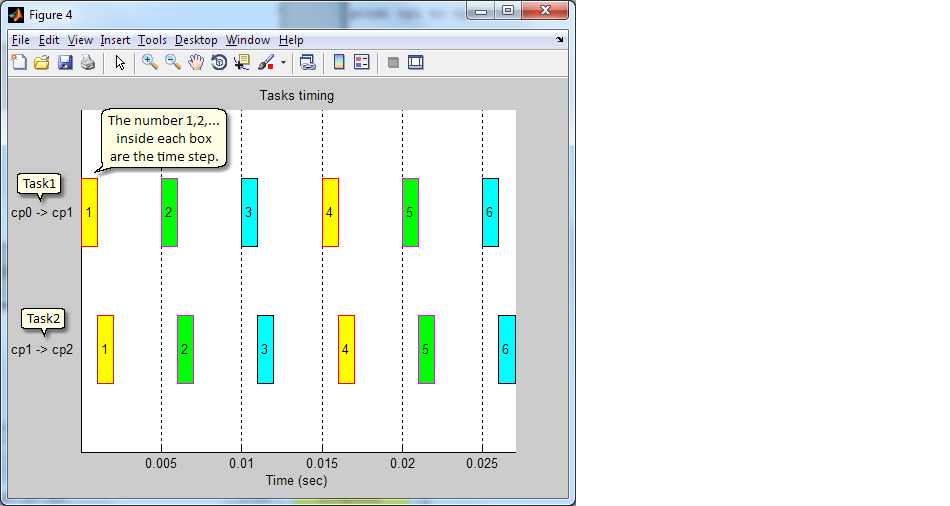 Figure 4
File Edit View Insert Tools Desktop Window Help
Tasks timing
The number 1,2,...
inside each box
are the time step.
Task1
cp0 -> cp1
1 2 3 4 5 6
Task2
cp1 -> cp2
1 2 3 4 5 6
0.005 0.01 0.015 0.02 0.025
Time (sec)